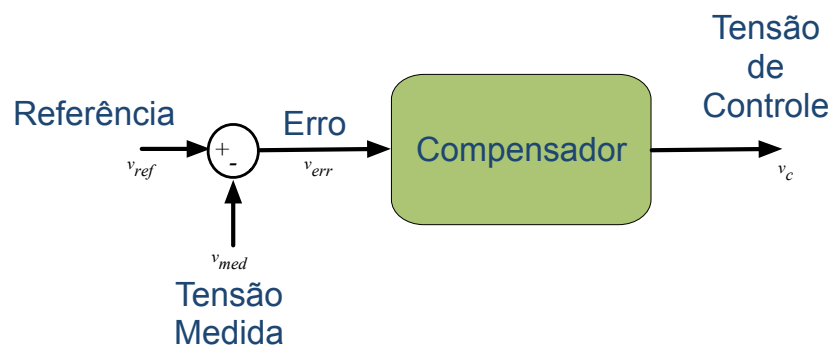 Tensão
de
Controle
Referência
Erro
Compensador
+
-
v_ref
v_err
v_c
v_med
Tensão
Medida